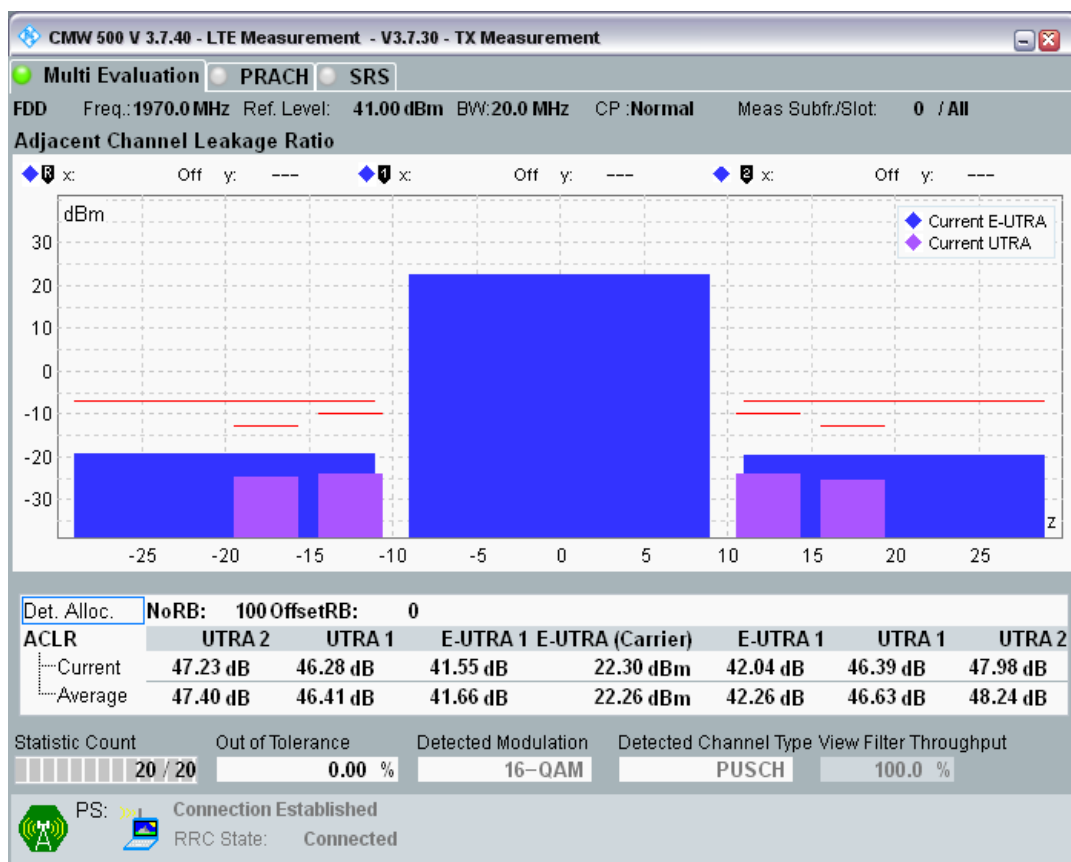 CMW 500 V 3.7.40 - LTE Measurement - V3.7.30 - TX Measurement
Multi Evaluation PRACH SRS
FDD Freq.: 1970.0 MHz Ref. Level: 41.00 dBm BW: 20.0 MHz CP : Normal Meas Subfr./Slot: 0 / All
Adjacent Channel Leakage Ratio
R x: Off y: --- 1 x: Off y: --- 2 x: Off y: ---
dBm
Current E-UTRA
Current UTRA
30
20
10
0
-10
-20
-30
z
-25 -20 -15 -10 -5 0 5 10 15 20 25
Det. Alloc. NoRB: 100 OffsetRB: 0
ACLR UTRA 2 UTRA 1 E-UTRA 1 E-UTRA (Carrier) E-UTRA 1 UTRA 1 UTRA 2
Current 47.23 dB 46.28 dB 41.55 dB 22.30 dBm 42.04 dB 46.39 dB 47.98 dB
Average 47.40 dB 46.41 dB 41.66 dB 22.26 dBm 42.26 dB 46.63 dB 48.24 dB
Statistic Count Out of Tolerance Detected Modulation Detected Channel Type View Filter Throughput
20 / 20 0.00 % 16-QAM PUSCH 100.0 %
PS: Connection Established
RRC State: Connected